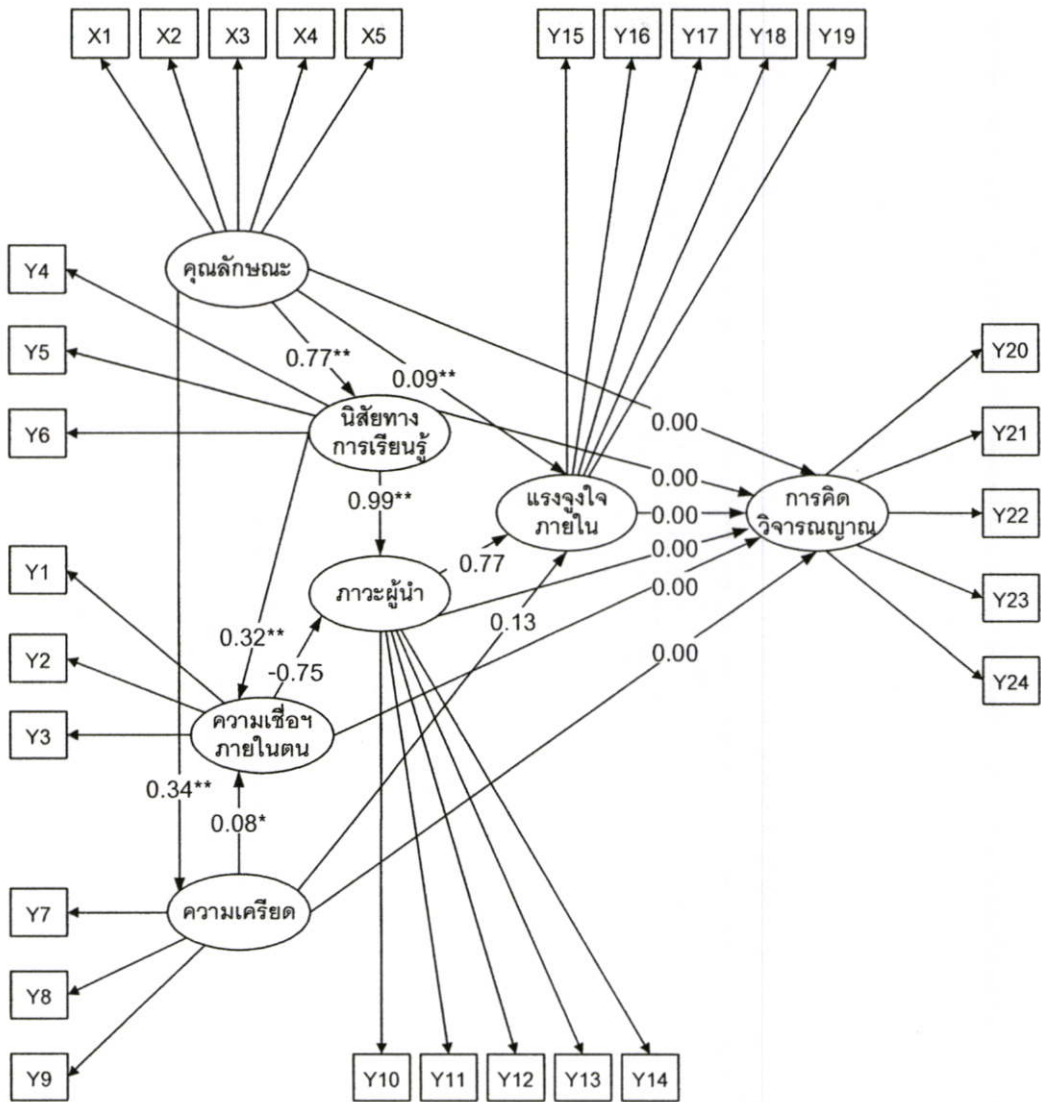 X1 X2 X3 X4 X5 Y15 Y16 Y17 Y18 Y19
คุณลักษณะ
Y4
Y5
0.77**
0.09**
Y20
Y6
นิสัยทาง
การเรียนรู้
0.00
Y21
0.00
0.99**
แรงจูงใจ
ภายใน
0.00
การคิด
วิจารณญาณ
Y22
Y1
0.77
0.00
ภาวะผู้นำ
0.00
Y23
0.32**
0.13
Y2
-0.75
0.00
Y24
Y3
ความเชื่อฯ
ภายในตน
0.34**
0.08*
Y7
ความเครียด
Y8
Y9
Y10 Y11 Y12 Y13 Y14